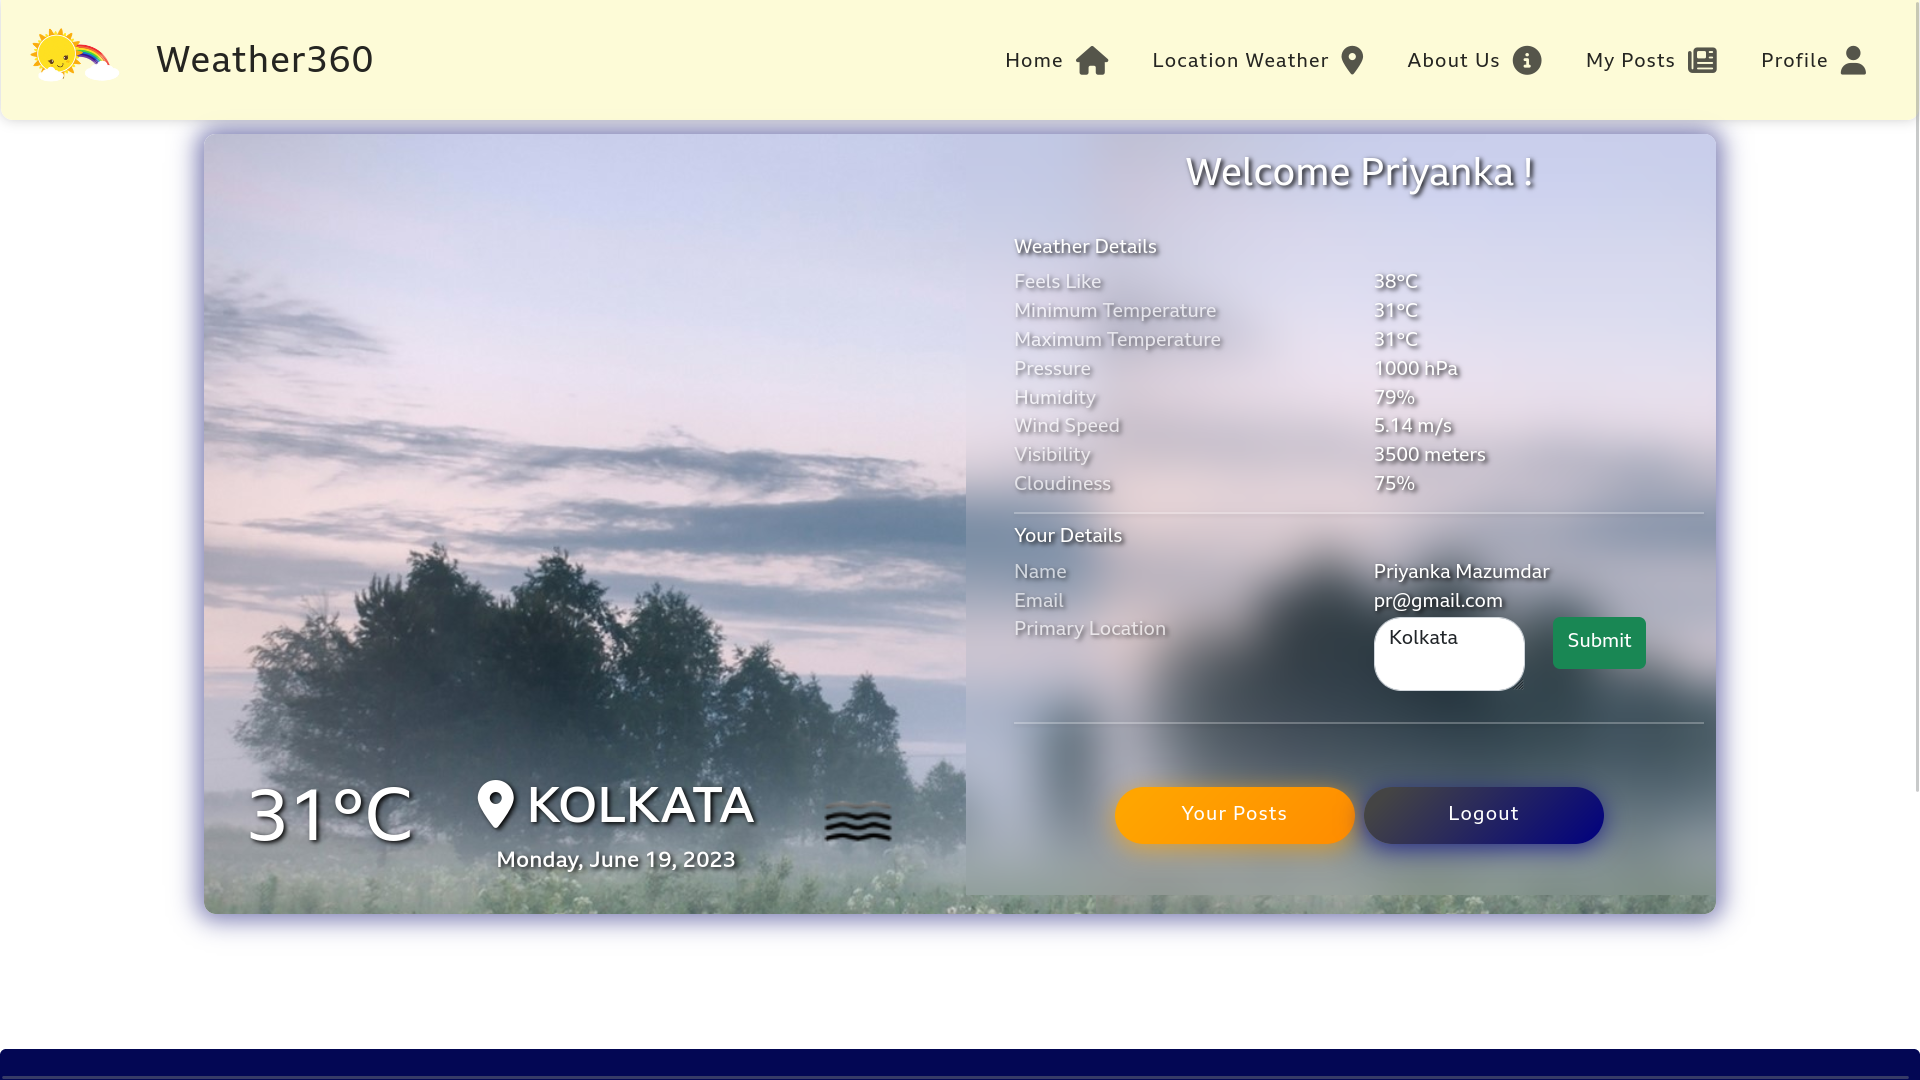 Weather360
Home
Location Weather
About Us
My Posts
Profile
Welcome Priyanka !
Weather Details
Feels Like 38°C
Minimum Temperature 31°C
Maximum Temperature 31°C
Pressure 1000 hPa
Humidity 79%
Wind Speed 5.14 m/s
Visibility 3500 meters
Cloudiness 75%
Your Details
Name Priyanka Mazumdar
Email pr@gmail.com
Primary Location Kolkata Submit
31°C
KOLKATA
Monday, June 19, 2023
Your Posts
Logout